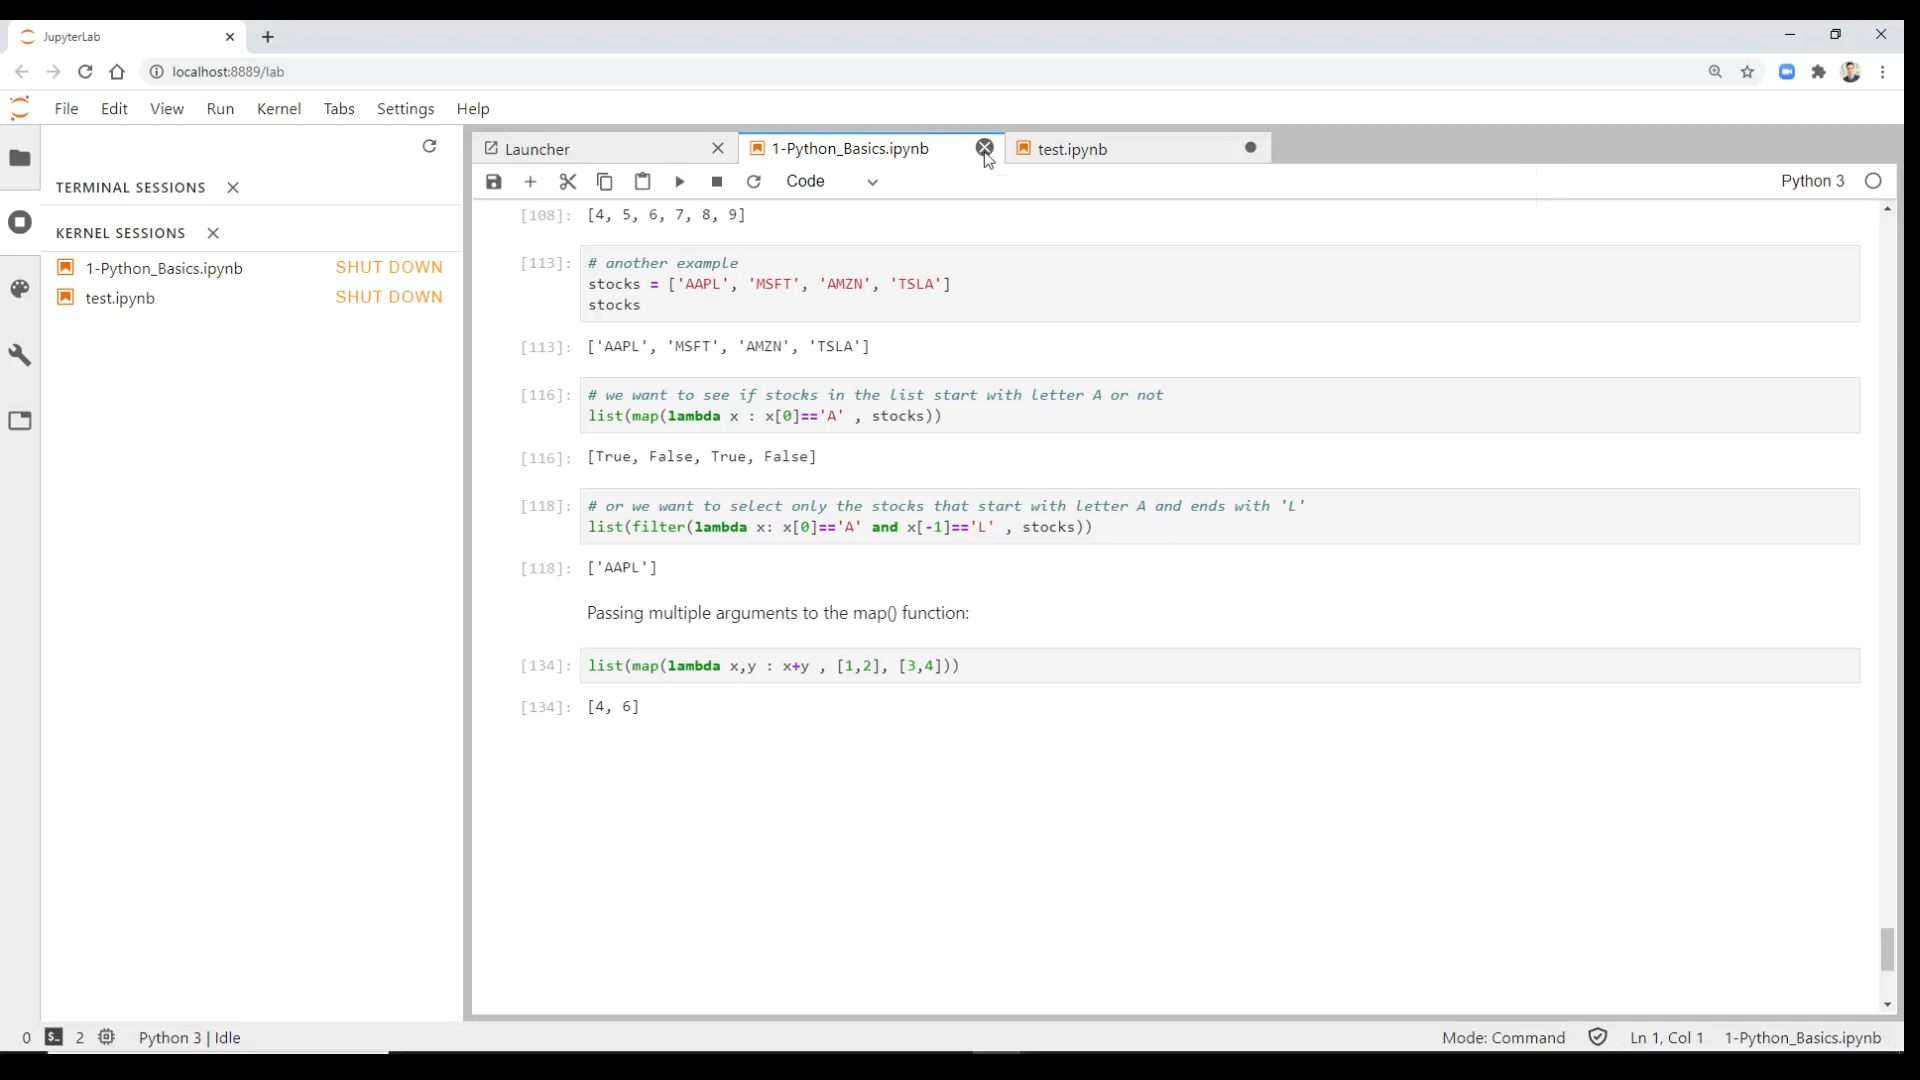 JupyterLab
localhost:8889/lab
File Edit View Run Kernel Tabs Settings Help
Launcher
1-Python_Basics.ipynb
test.ipynb
Code
Python 3
TERMINAL SESSIONS
KERNEL SESSIONS
1-Python_Basics.ipynb SHUT DOWN
test.ipynb SHUT DOWN
[108]: [4, 5, 6, 7, 8, 9]
[113]: # another example
stocks = ['AAPL', 'MSFT', 'AMZN', 'TSLA']
stocks
[113]: ['AAPL', 'MSFT', 'AMZN', 'TSLA']
[116]: # we want to see if stocks in the list start with letter A or not
list(map(lambda x : x[0]=='A' , stocks))
[116]: [True, False, True, False]
[118]: # or we want to select only the stocks that start with letter A and ends with 'L'
list(filter(lambda x: x[0]=='A' and x[-1]=='L' , stocks))
[118]: ['AAPL']
Passing multiple arguments to the map() function:
[134]: list(map(lambda x,y : x+y , [1,2], [3,4]))
[134]: [4, 6]
0 2 Python 3 | Idle
Mode: Command Ln 1, Col 1 1-Python_Basics.ipynb